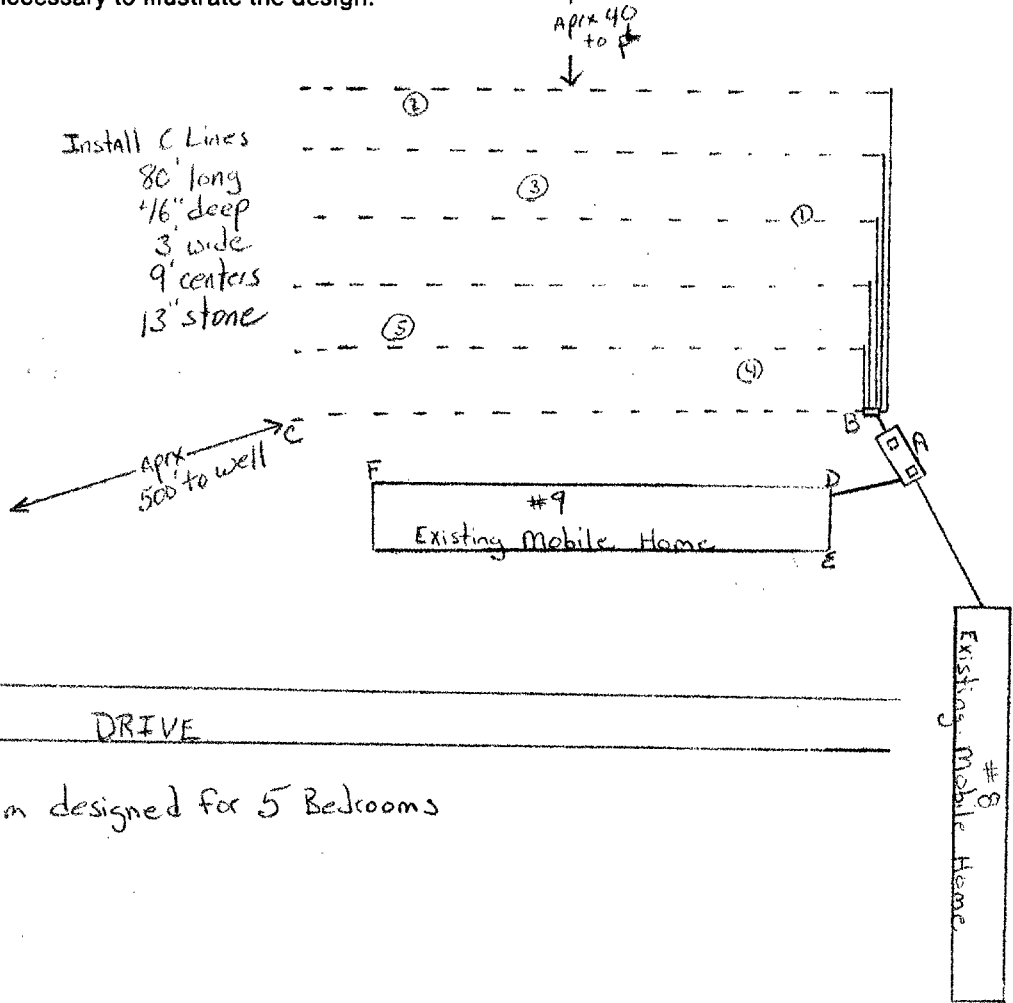 necessary to illustrate the design.
Aprx 40
to
②
Install C Lines
80' long
46" deep
3' wide
9' centers
13" stone
③
①
⑤
④
B
A
C
Aprx
500' to well
F
D
#9
Existing Mobile Home
E
DRIVE
Existing Mobile Home
#8
m designed for 5 Bedrooms